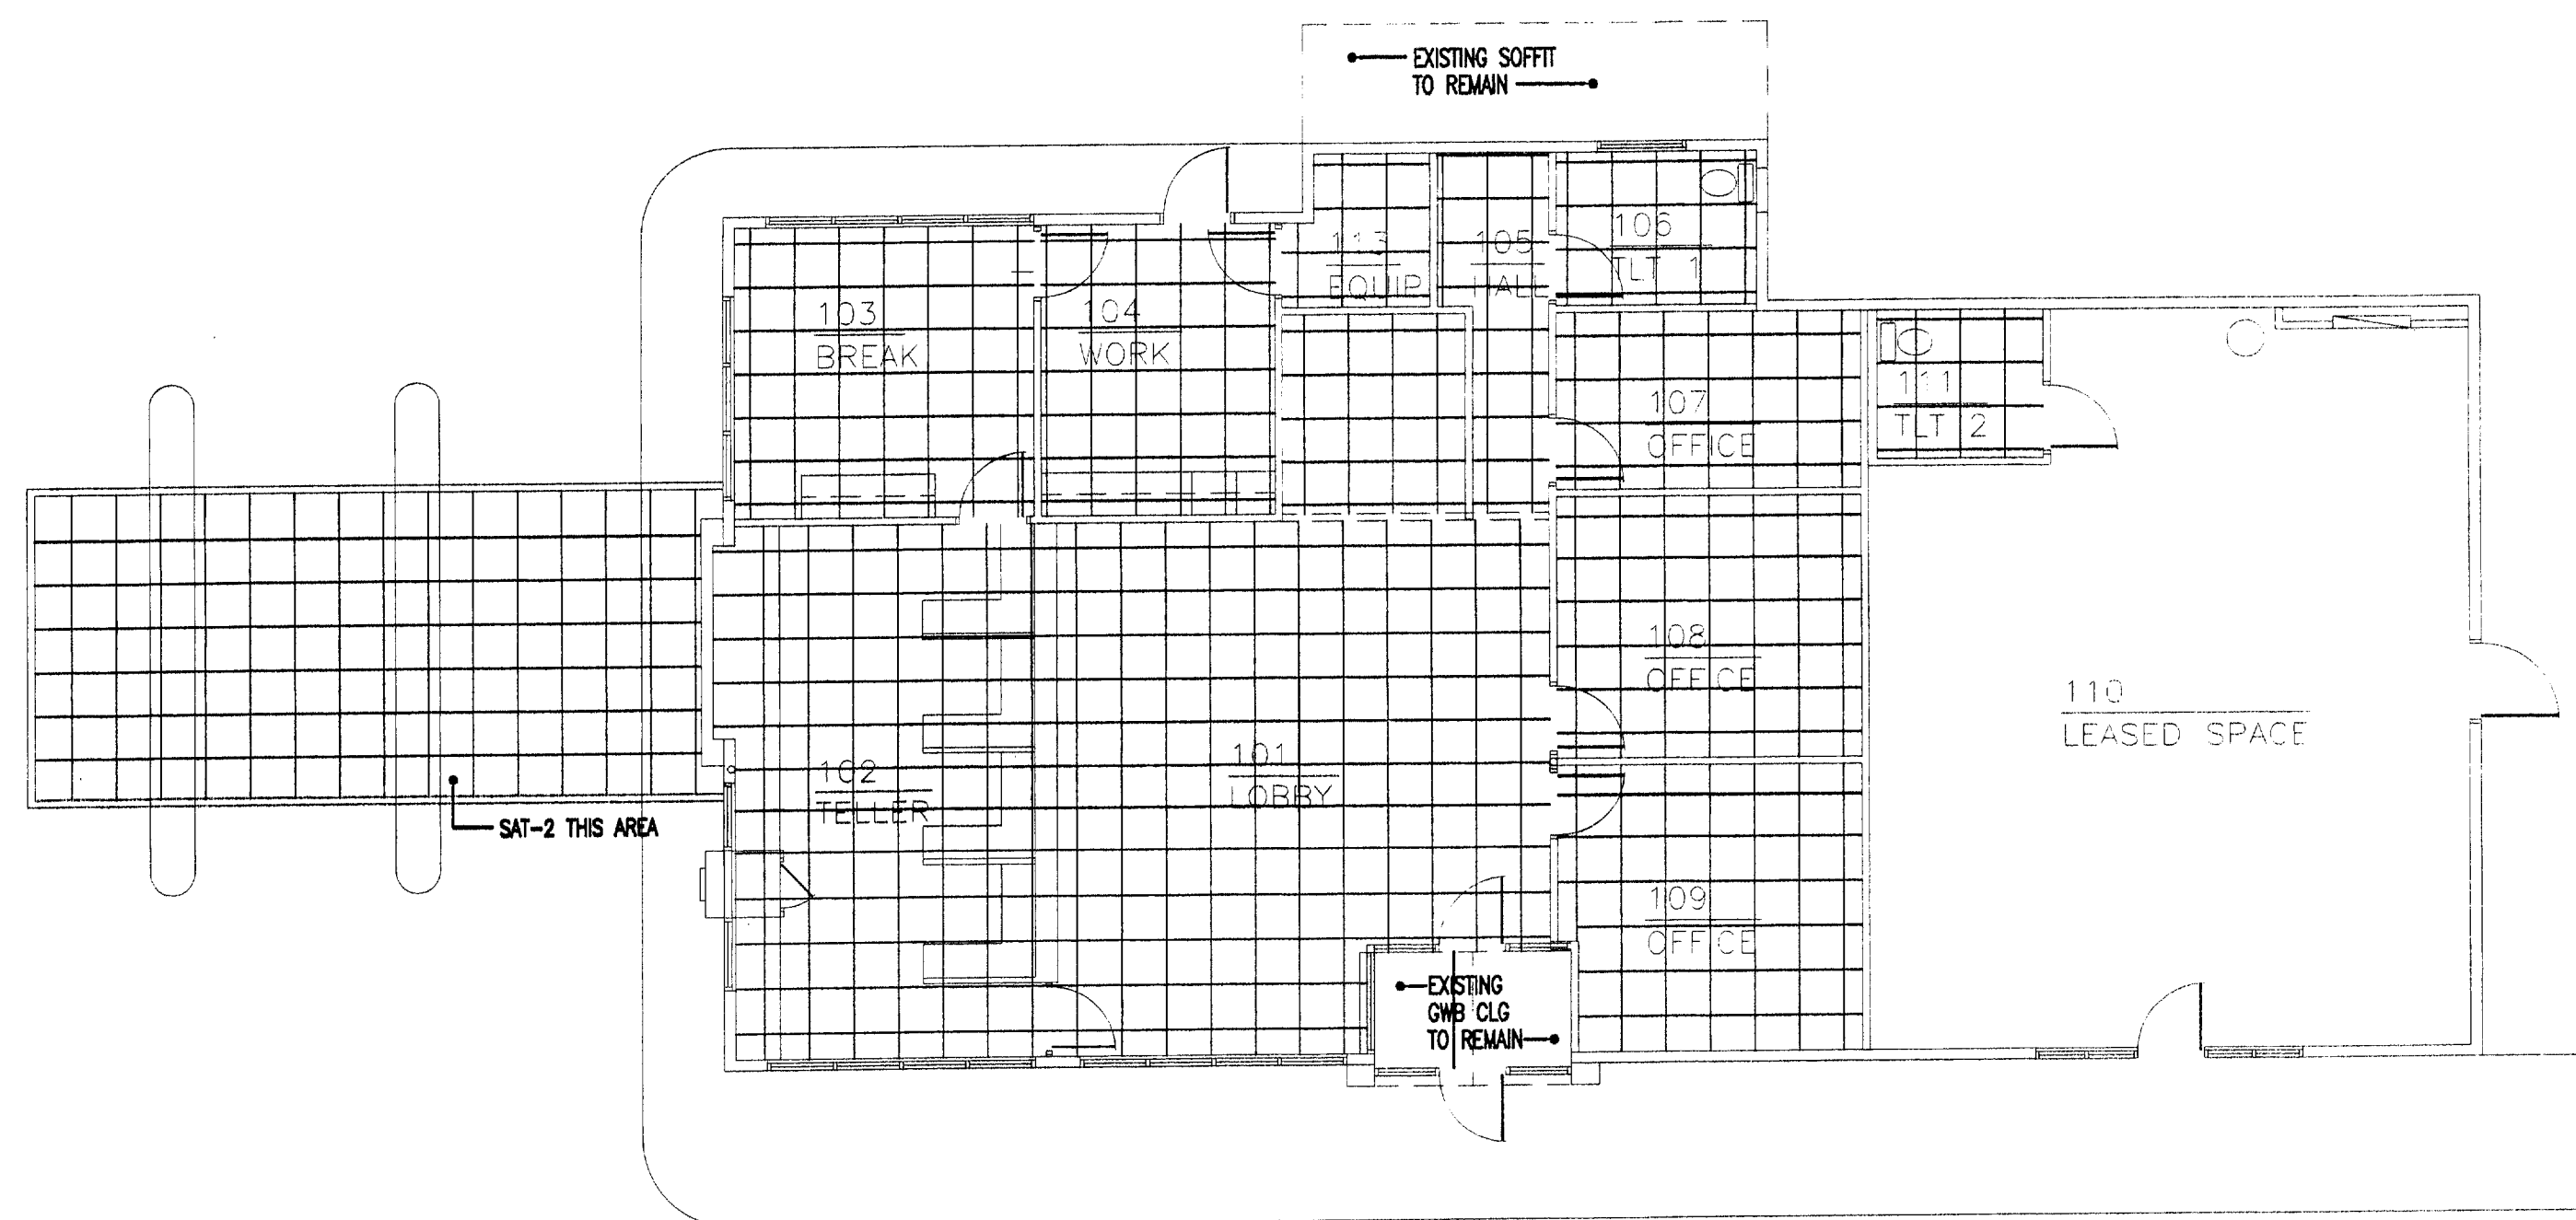 EXISTING SOFFIT
TO REMAIN
113
EQUIP
105
HALL
106
TLT 1
103
BREAK
104
WORK
107
OFFICE
111
TLT 2
108
OFFICE
110
LEASED SPACE
102
TELLER
101
LOBBY
SAT-2 THIS AREA
109
OFFICE
EXISTING
GWB CLG
TO REMAIN